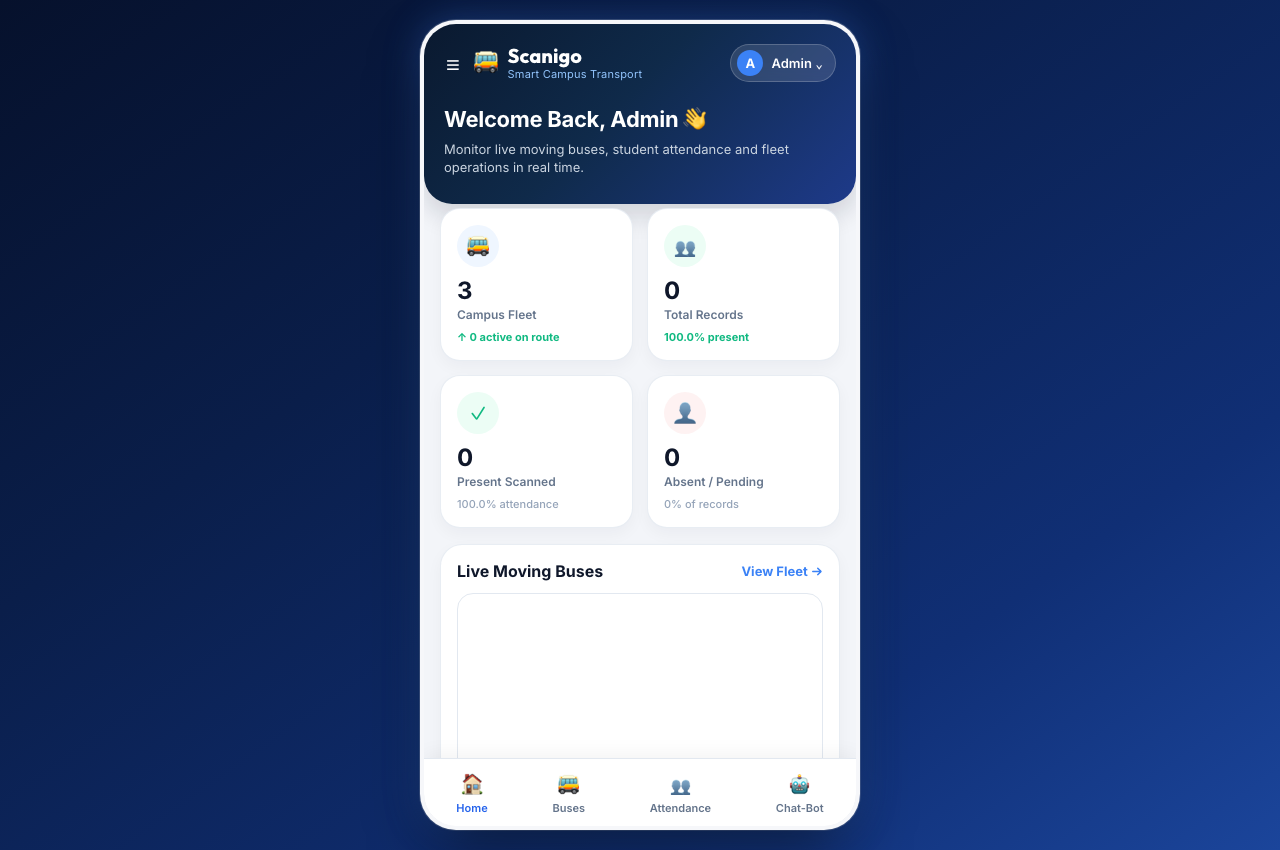 Scanigo
Smart Campus Transport
A
Admin
Welcome Back, Admin 👋
Monitor live moving buses, student attendance and fleet
operations in real time.
3
Campus Fleet
↑ 0 active on route
0
Total Records
100.0% present
0
Present Scanned
100.0% attendance
0
Absent / Pending
0% of records
Live Moving Buses
View Fleet →
Home
Buses
Attendance
Chat-Bot